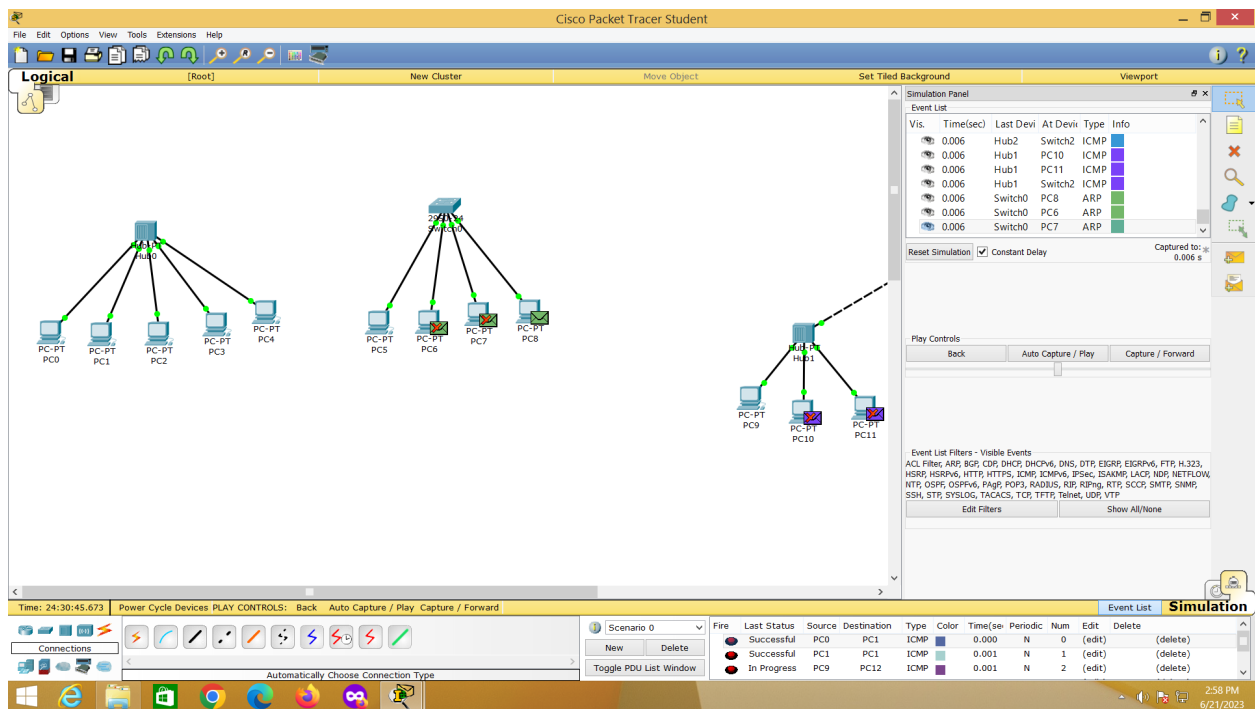 Cisco Packet Tracer Student
File Edit Options View Tools Extensions Help
Logical [Root] New Cluster Move Object Set Tiled Background Viewport
Simulation Panel
Event List
Vis. Time(sec) Last Devi At Devi Type Info
0.006 Hub2 Switch2 ICMP
0.006 Hub1 PC10 ICMP
0.006 Hub1 PC11 ICMP
0.006 Hub1 Switch2 ICMP
0.006 Switch0 PC8 ARP
0.006 Switch0 PC6 ARP
0.006 Switch0 PC7 ARP
Reset Simulation Constant Delay Captured to: *
0.006 s
Play Controls
Back Auto Capture / Play Capture / Forward
Event List Filters - Visible Events
ACL Filter, ARP, BGP, CDP, DHCP, DHCPv6, DNS, DTP, EIGRP, EIGRPv6, FTP, H.323,
HSRP, HSRPv6, HTTP, HTTPS, ICMP, ICMPv6, IPSec, ISAKMP, LACP, NDP, NETFLOW,
NTP, OSPF, OSPFv6, PAgP, POP3, RADIUS, RIP, RIPng, RTP, SCCP, SMTP, SNMP,
SSH, STP, SYSLOG, TACACS, TCP, TFTP, Telnet, UDP, VTP
Edit Filters Show All/None
2950-24
Switch0
Hub-PT
Hub0
PC-PT
PC0
PC-PT
PC1
PC-PT
PC2
PC-PT
PC3
PC-PT
PC4
PC-PT
PC5
PC-PT
PC6
PC-PT
PC7
PC-PT
PC8
Hub-PT
Hub1
PC-PT
PC9
PC-PT
PC10
PC-PT
PC11
Time: 24:30:45.673 Power Cycle Devices PLAY CONTROLS: Back Auto Capture / Play Capture / Forward
Event List Simulation
Connections
Automatically Choose Connection Type
Scenario 0
New Delete
Toggle PDU List Window
Fire Last Status Source Destination Type Color Time(se Periodic Num Edit Delete
Successful PC0 PC1 ICMP 0.000 N 0 (edit) (delete)
Successful PC1 PC1 ICMP 0.001 N 1 (edit) (delete)
In Progress PC9 PC12 ICMP 0.001 N 2 (edit) (delete)
2:58 PM
6/21/2023